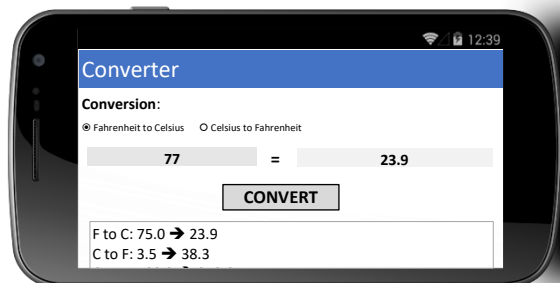 12:39
Converter
Conversion:
Fahrenheit to Celsius Celsius to Fahrenheit
77 = 23.9
CONVERT
F to C: 75.0 ➔ 23.9
C to F: 3.5 ➔ 38.3